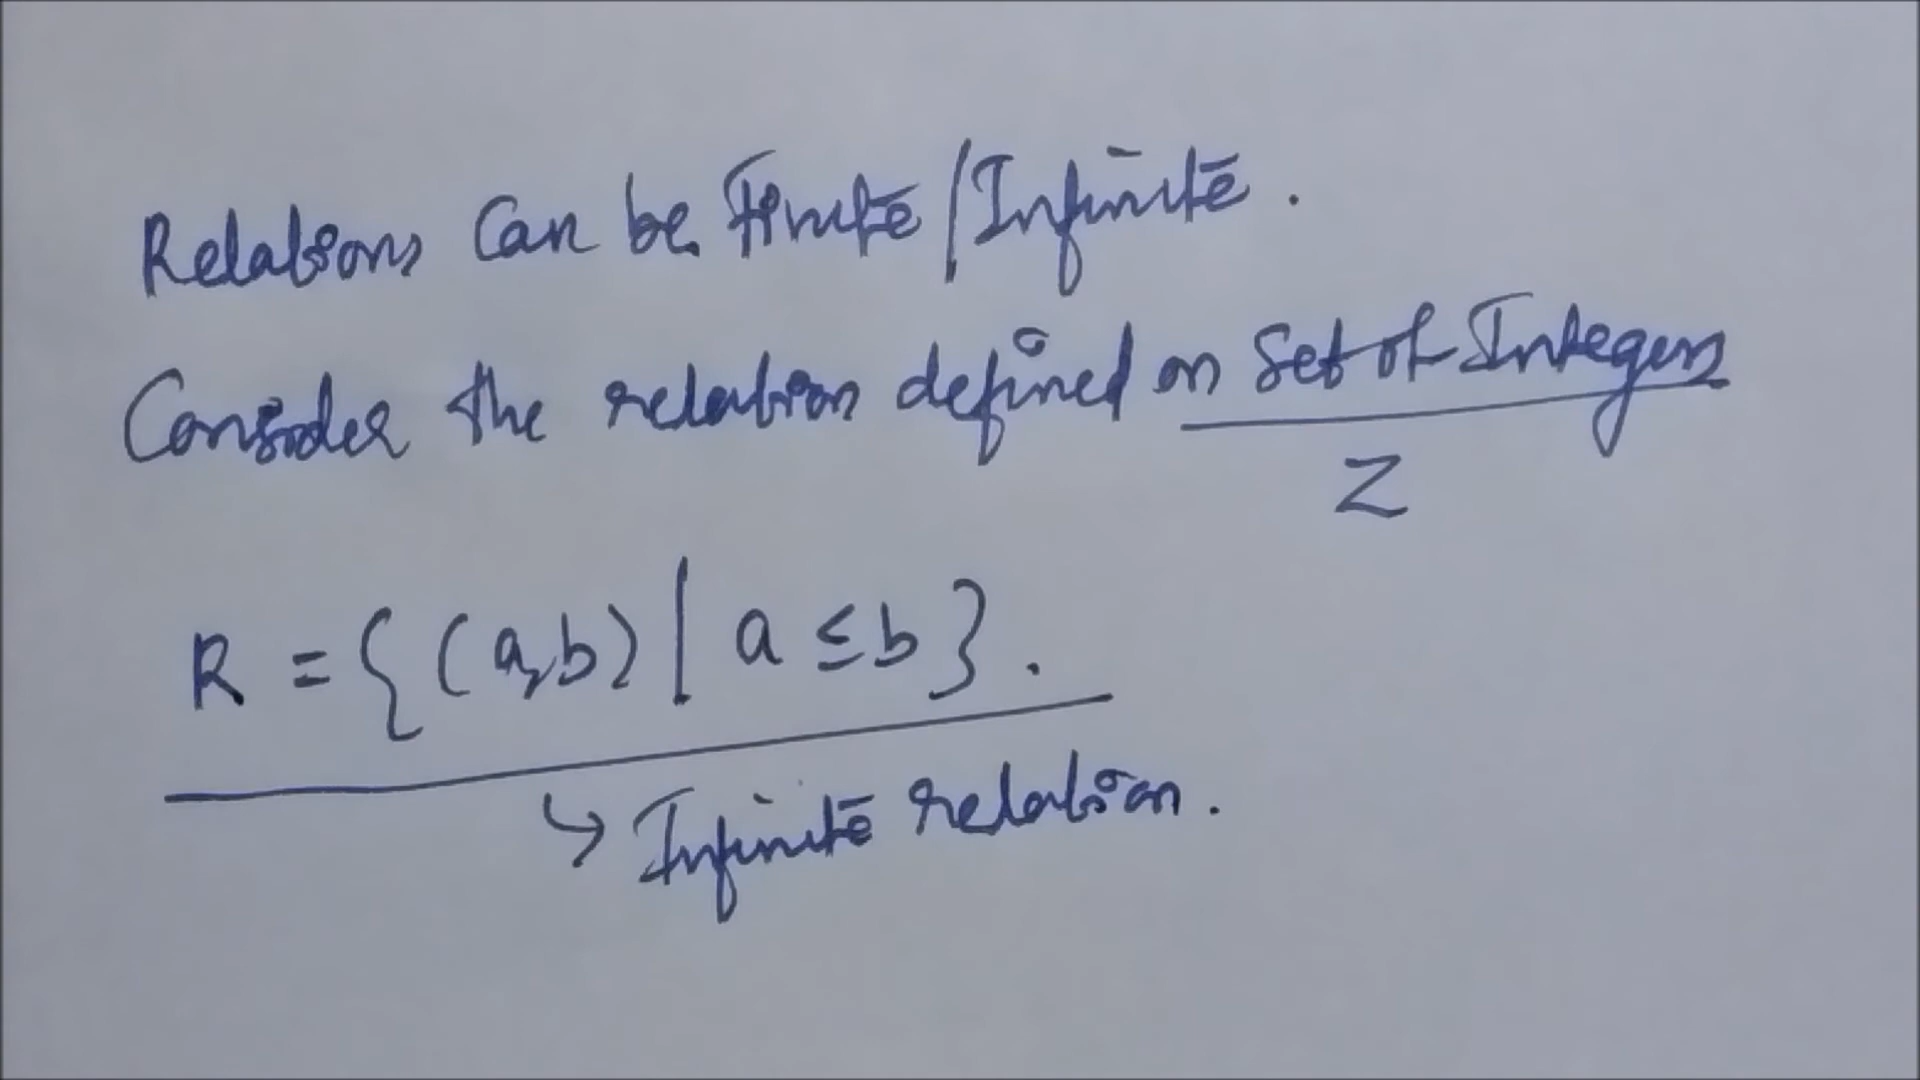 Relations Can be Finite/Infinite.
Consider the relation defined on Set of Integers
Z
R = {(a,b) | a ≤ b}.
↳ Infinite relation.